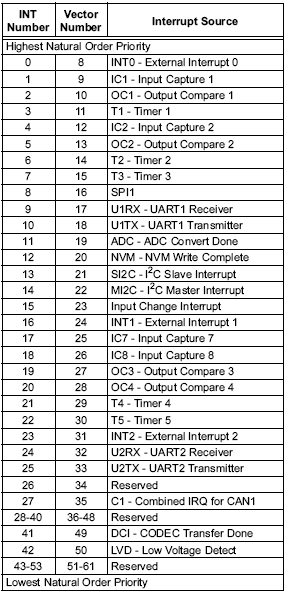 INT Number Vector Number Interrupt Source
Highest Natural Order Priority
0 8 INT0 - External Interrupt 0
1 9 IC1 - Input Capture 1
2 10 OC1 - Output Compare 1
3 11 T1 - Timer 1
4 12 IC2 - Input Capture 2
5 13 OC2 - Output Compare 2
6 14 T2 - Timer 2
7 15 T3 - Timer 3
8 16 SPI1
9 17 U1RX - UART1 Receiver
10 18 U1TX - UART1 Transmitter
11 19 ADC - ADC Convert Done
12 20 NVM - NVM Write Complete
13 21 SI2C - I²C Slave Interrupt
14 22 MI2C - I²C Master Interrupt
15 23 Input Change Interrupt
16 24 INT1 - External Interrupt 1
17 25 IC7 - Input Capture 7
18 26 IC8 - Input Capture 8
19 27 OC3 - Output Compare 3
20 28 OC4 - Output Compare 4
21 29 T4 - Timer 4
22 30 T5 - Timer 5
23 31 INT2 - External Interrupt 2
24 32 U2RX - UART2 Receiver
25 33 U2TX - UART2 Transmitter
26 34 Reserved
27 35 C1 - Combined IRQ for CAN1
28-40 36-48 Reserved
41 49 DCI - CODEC Transfer Done
42 50 LVD - Low Voltage Detect
43-53 51-61 Reserved
Lowest Natural Order Priority